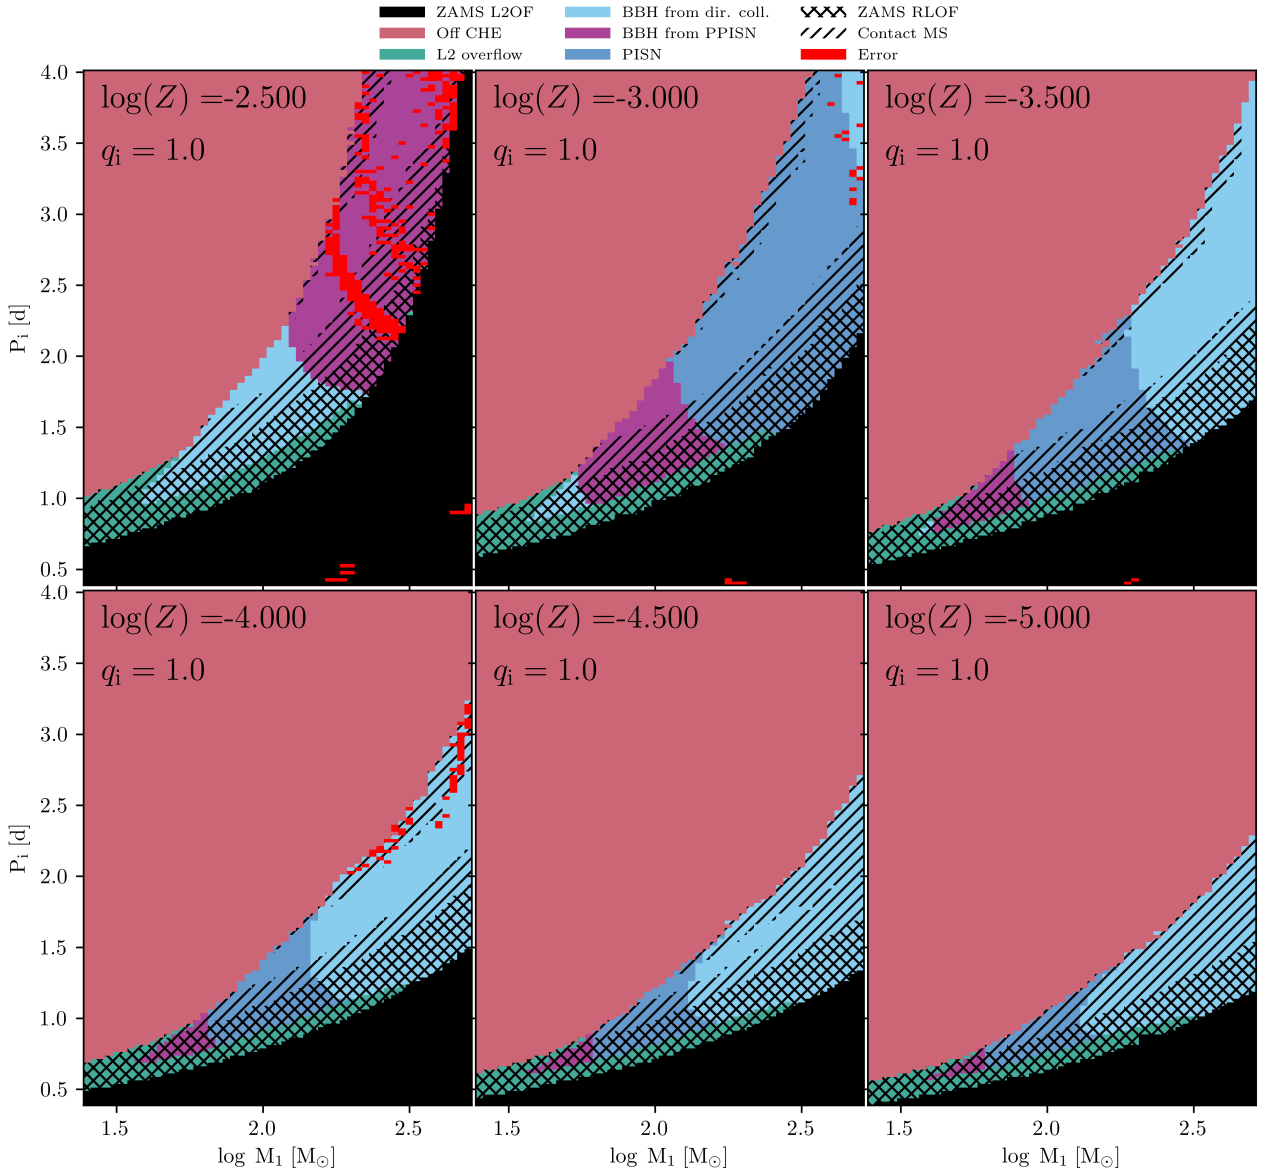 ZAMS L2OF
Off CHE
L2 overflow
BBH from dir. coll.
BBH from PPISN
PISN
ZAMS RLOF
Contact MS
Error
log(Z) =-2.500
qᵢ = 1.0
log(Z) =-3.000
qᵢ = 1.0
log(Z) =-3.500
qᵢ = 1.0
4.0
3.5
3.0
2.5
2.0
1.5
1.0
0.5
Pᵢ [d]
log(Z) =-4.000
qᵢ = 1.0
log(Z) =-4.500
qᵢ = 1.0
log(Z) =-5.000
qᵢ = 1.0
4.0
3.5
3.0
2.5
2.0
1.5
1.0
0.5
Pᵢ [d]
1.5 2.0 2.5
1.5 2.0 2.5
1.5 2.0 2.5
log M₁ [M⊙]
log M₁ [M⊙]
log M₁ [M⊙]